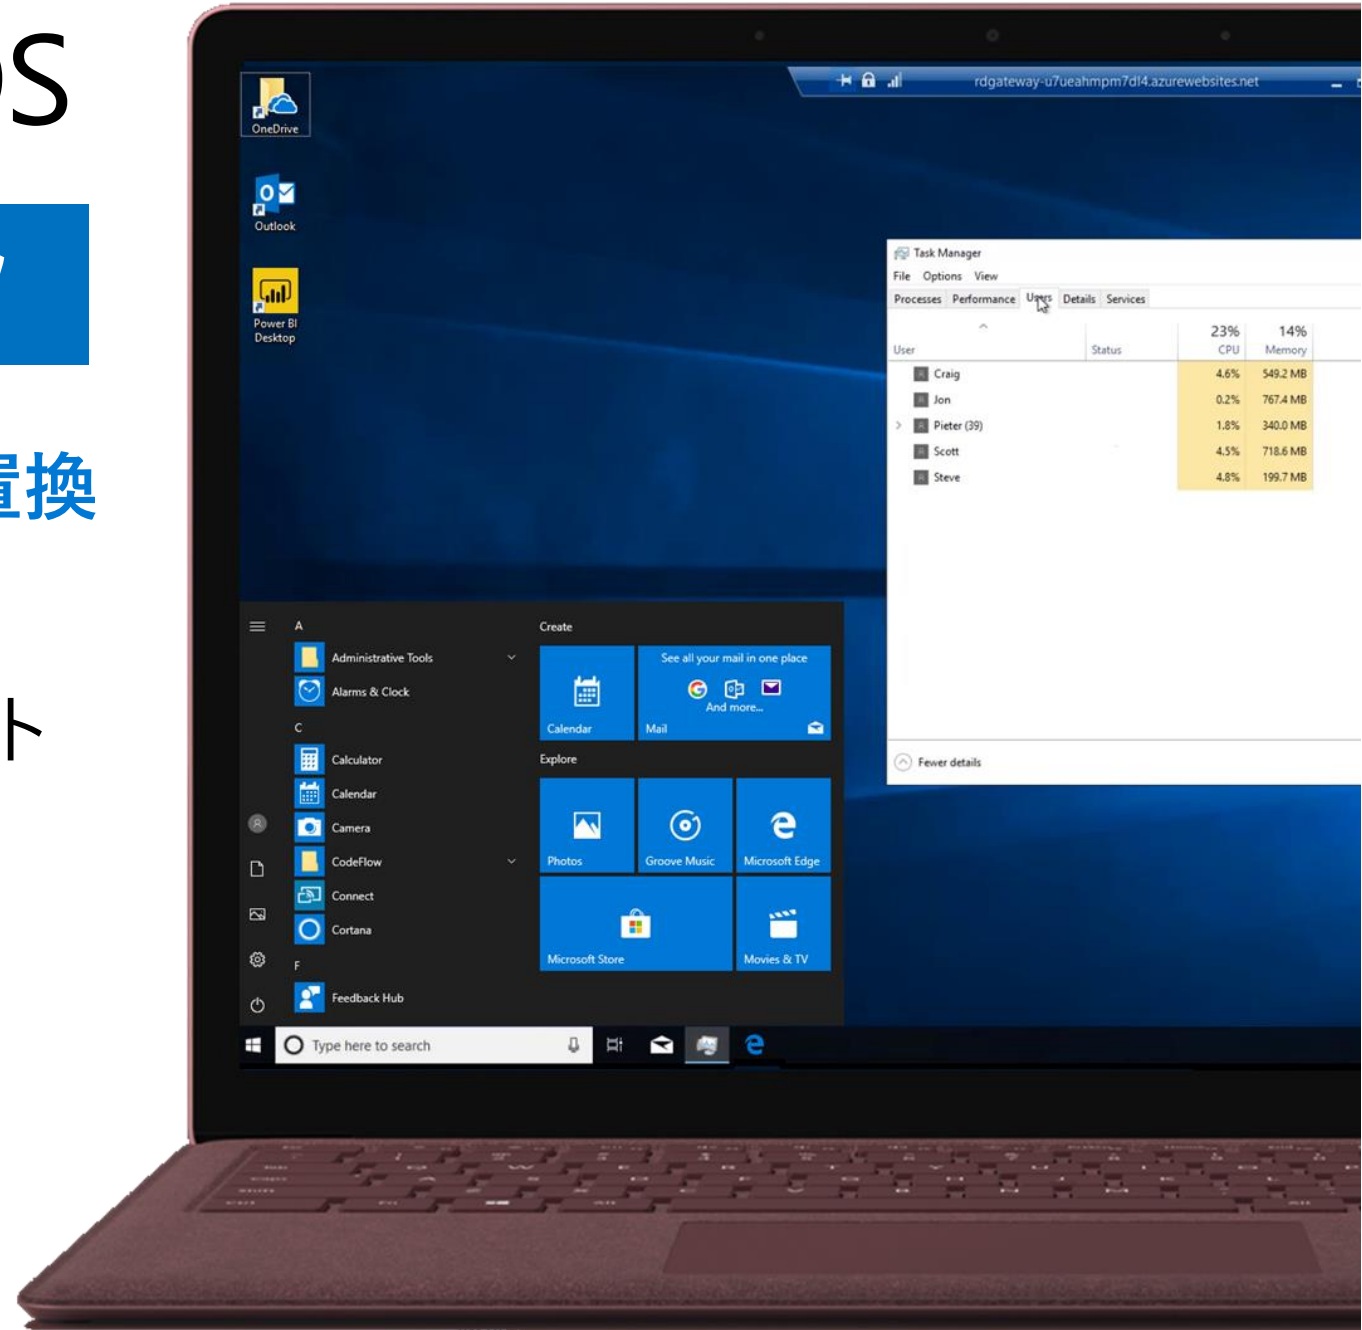 OS
置換
ト
rdgateway-u7ueahmpm7dl4.azurewebsites.net
OneDrive
Outlook
Power BI
Desktop
Task Manager
File Options View
Processes Performance Users Details Services
23% 14%
User Status CPU Memory
Craig 4.6% 549.2 MB
Jon 0.2% 767.4 MB
Pieter (39) 1.8% 340.0 MB
Scott 4.5% 718.6 MB
Steve 4.8% 199.7 MB
Fewer details
A
Administrative Tools
Alarms & Clock
C
Calculator
Calendar
Camera
CodeFlow
Connect
Cortana
F
Feedback Hub
Create
See all your mail in one place
And more...
Calendar Mail
Explore
Photos Groove Music Microsoft Edge
Microsoft Store Movies & TV
Type here to search